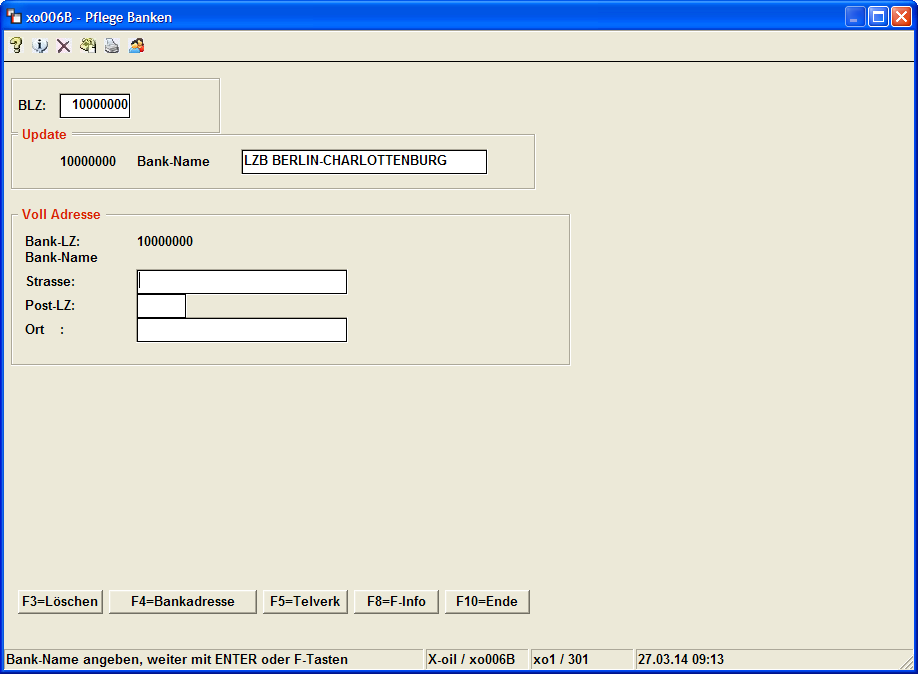 xo006B - Pflege Banken
BLZ: 10000000
Update
10000000 Bank-Name LZB BERLIN-CHARLOTTENBURG
Voll Adresse
Bank-LZ: 10000000
Bank-Name
Strasse:
Post-LZ:
Ort :
F3=Löschen F4=Bankadresse F5=Telverk F8=F-Info F10=Ende
Bank-Name angeben, weiter mit ENTER oder F-Tasten X-oil / xo006B xo1 / 301 27.03.14 09:13